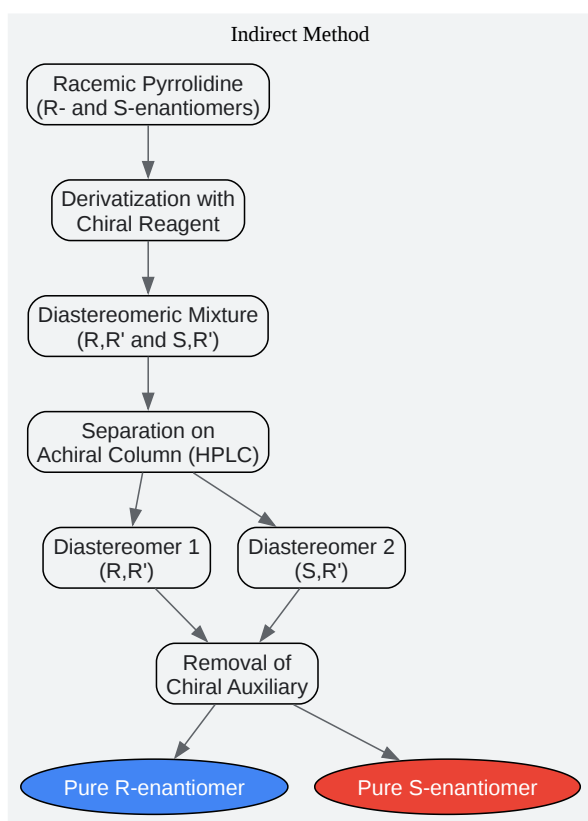 Indirect Method
Racemic Pyrrolidine
(R- and S-enantiomers)
Derivatization with
Chiral Reagent
Diastereomeric Mixture
(R,R' and S,R')
Separation on
Achiral Column (HPLC)
Diastereomer 1
(R,R')
Diastereomer 2
(S,R')
Removal of
Chiral Auxiliary
Pure R-enantiomer
Pure S-enantiomer